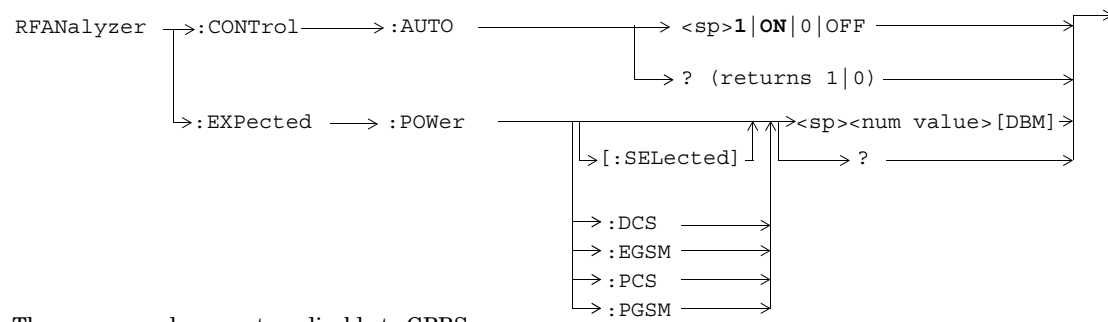 RFANalyzer :CONTrol :AUTO <sp>1|ON|0|OFF
? (returns 1|0)
:EXPected :POWer <sp><num value>[DBM]
[:SELected] ?
:DCS
:EGSM
:PCS
:PGSM